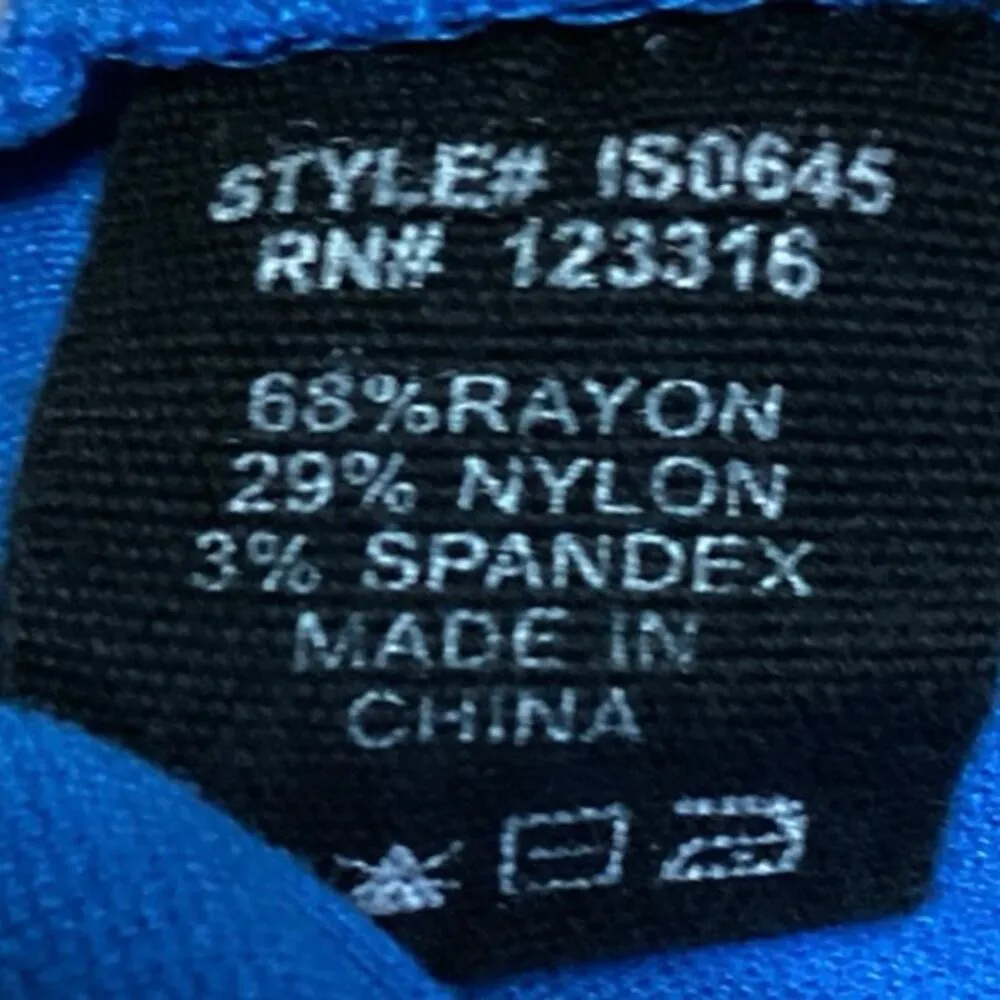 STYLE# IS0645
RN# 123316
68%RAYON
29% NYLON
3% SPANDEX
MADE IN
CHINA